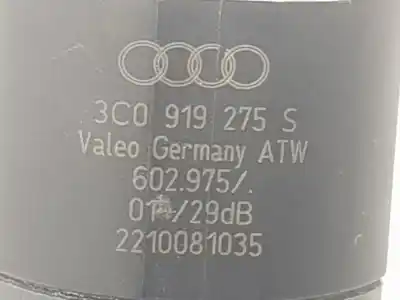 3C0 919 275 S
Valeo Germany ATW
602.975/.
/29dB
2210081035